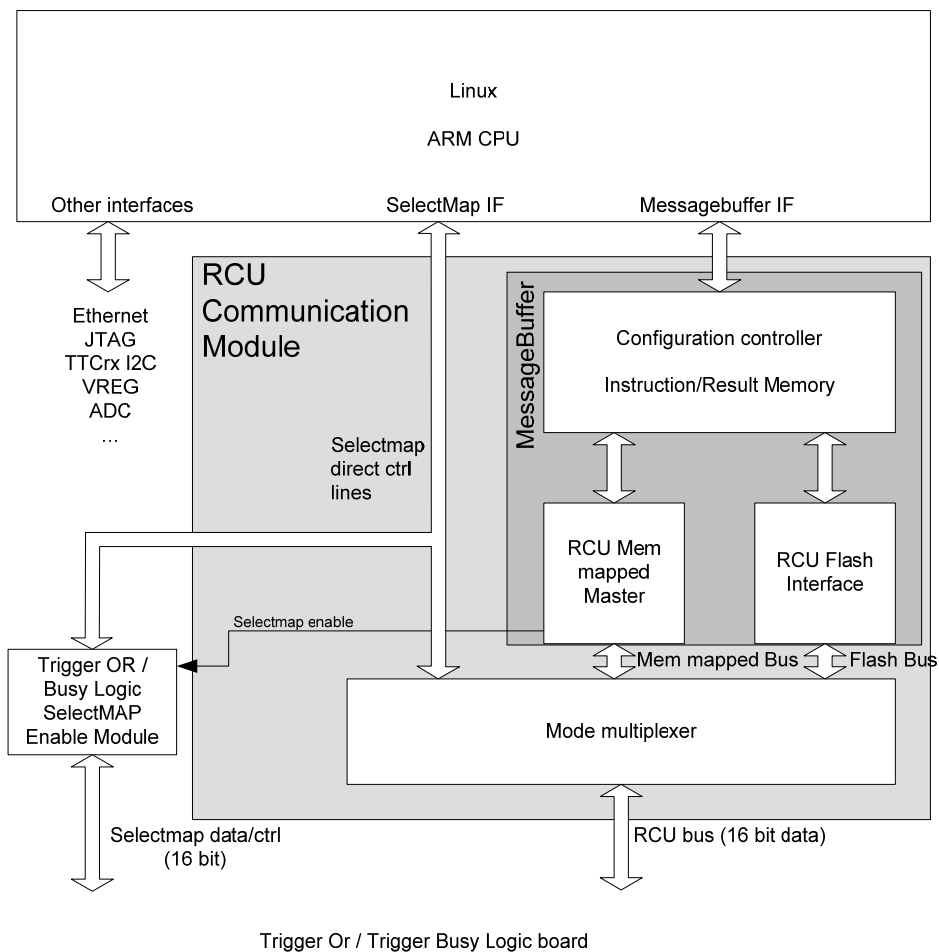 Linux
ARM CPU
Other interfaces
SelectMap IF
Messagebuffer IF
Ethernet
JTAG
TTCrx I2C
VREG
ADC
...
RCU
Communication
Module
MessageBuffer
Configuration controller
Instruction/Result Memory
Selectmap
direct ctrl
lines
RCU Mem
mapped
Master
RCU Flash
Interface
Selectmap enable
Mem mapped Bus
Flash Bus
Trigger OR /
Busy Logic
SelectMAP
Enable Module
Mode multiplexer
Selectmap data/ctrl
(16 bit)
RCU bus (16 bit data)
Trigger Or / Trigger Busy Logic board